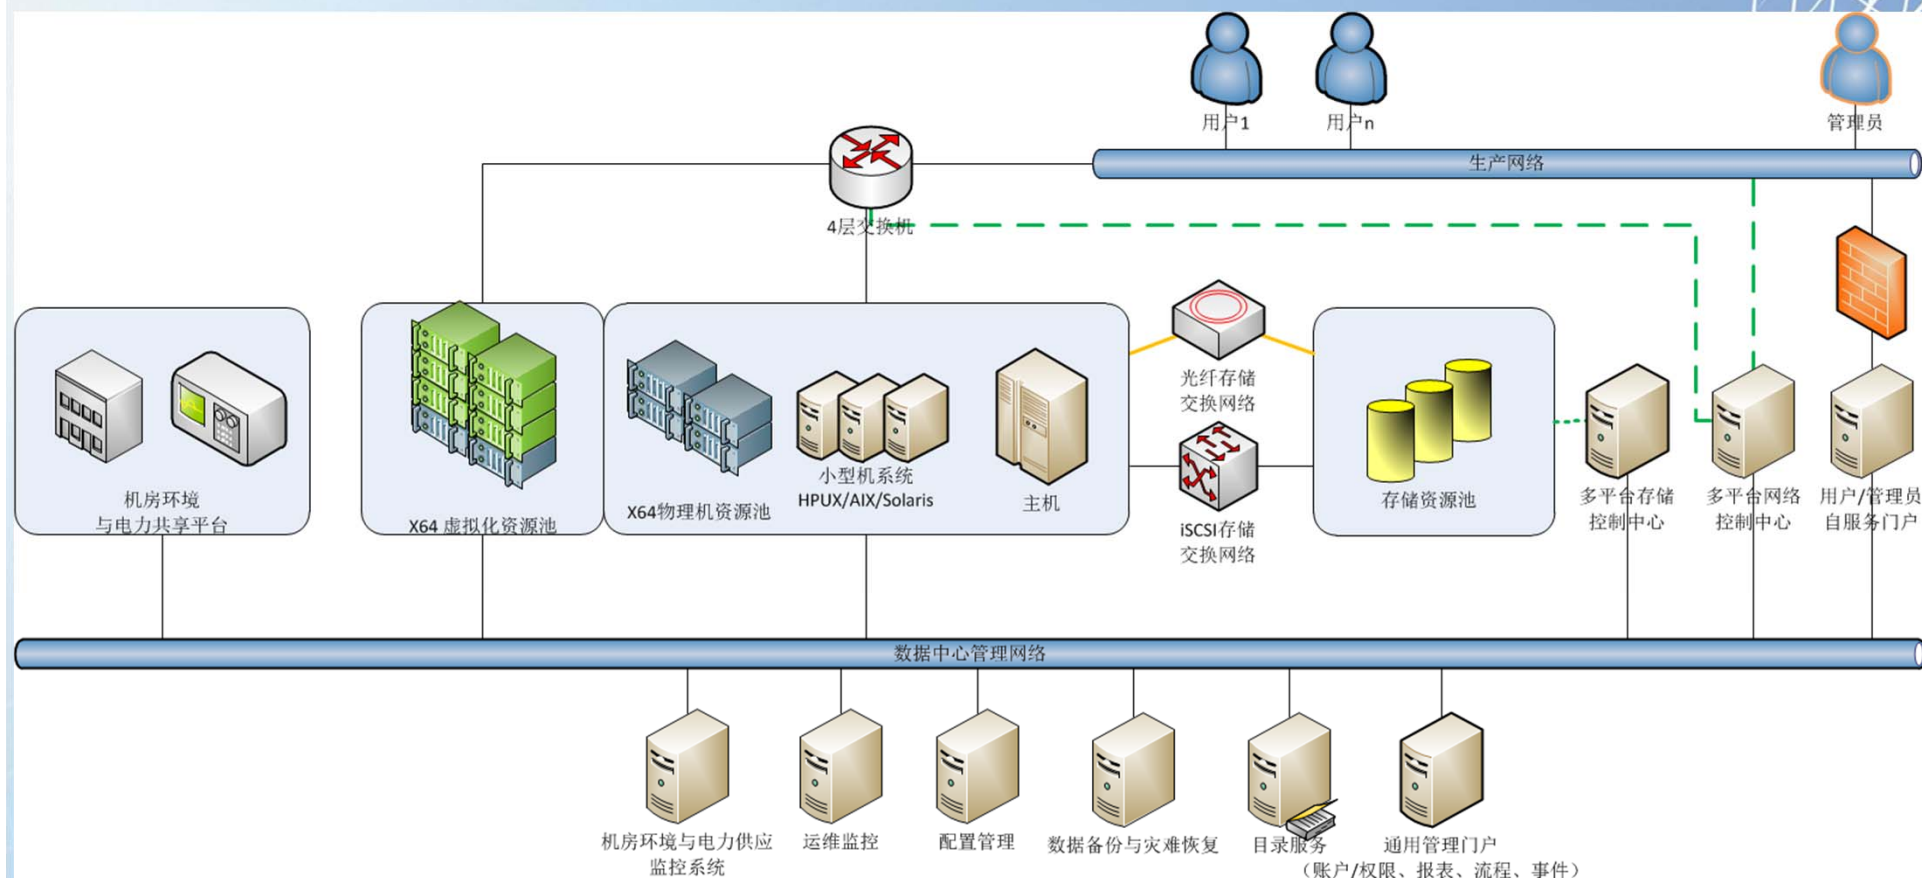 用户1
用户n
管理员
生产网络
4层交换机
机房环境
与电力共享平台
X64 虚拟化资源池
X64物理机资源池
小型机系统
HPUX/AIX/Solaris
主机
光纤存储
交换网络
iSCSI存储
交换网络
存储资源池
多平台存储
控制中心
多平台网络
控制中心
用户/管理员
自服务门户
数据中心管理网络
机房环境与电力供应
监控系统
运维监控
配置管理
数据备份与灾难恢复
目录服务
通用管理门户
（账户/权限、报表、流程、事件）